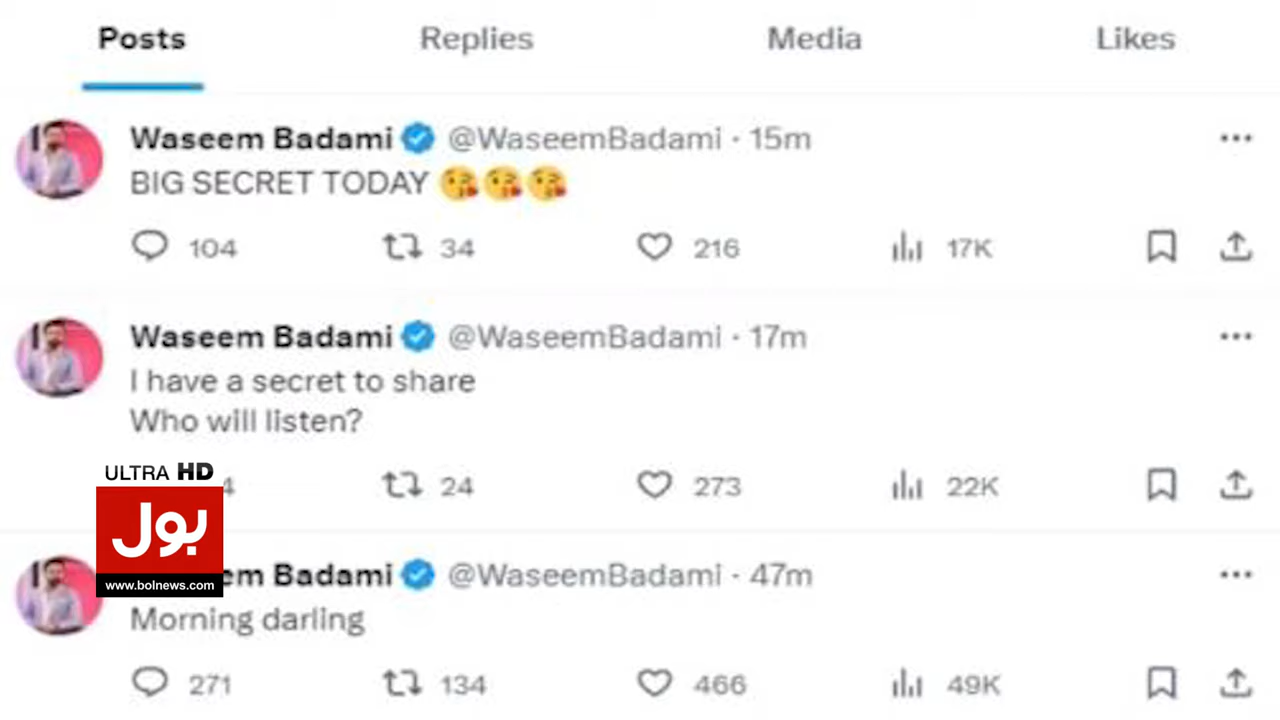 Posts Replies Media Likes
Waseem Badami @WaseemBadami · 15m
BIG SECRET TODAY 😘😘😘
104 34 216 17K
Waseem Badami @WaseemBadami · 17m
I have a secret to share
Who will listen?
4 24 273 22K
ULTRA HD
بول
www.bolnews.com
em Badami @WaseemBadami · 47m
Morning darling
271 134 466 49K